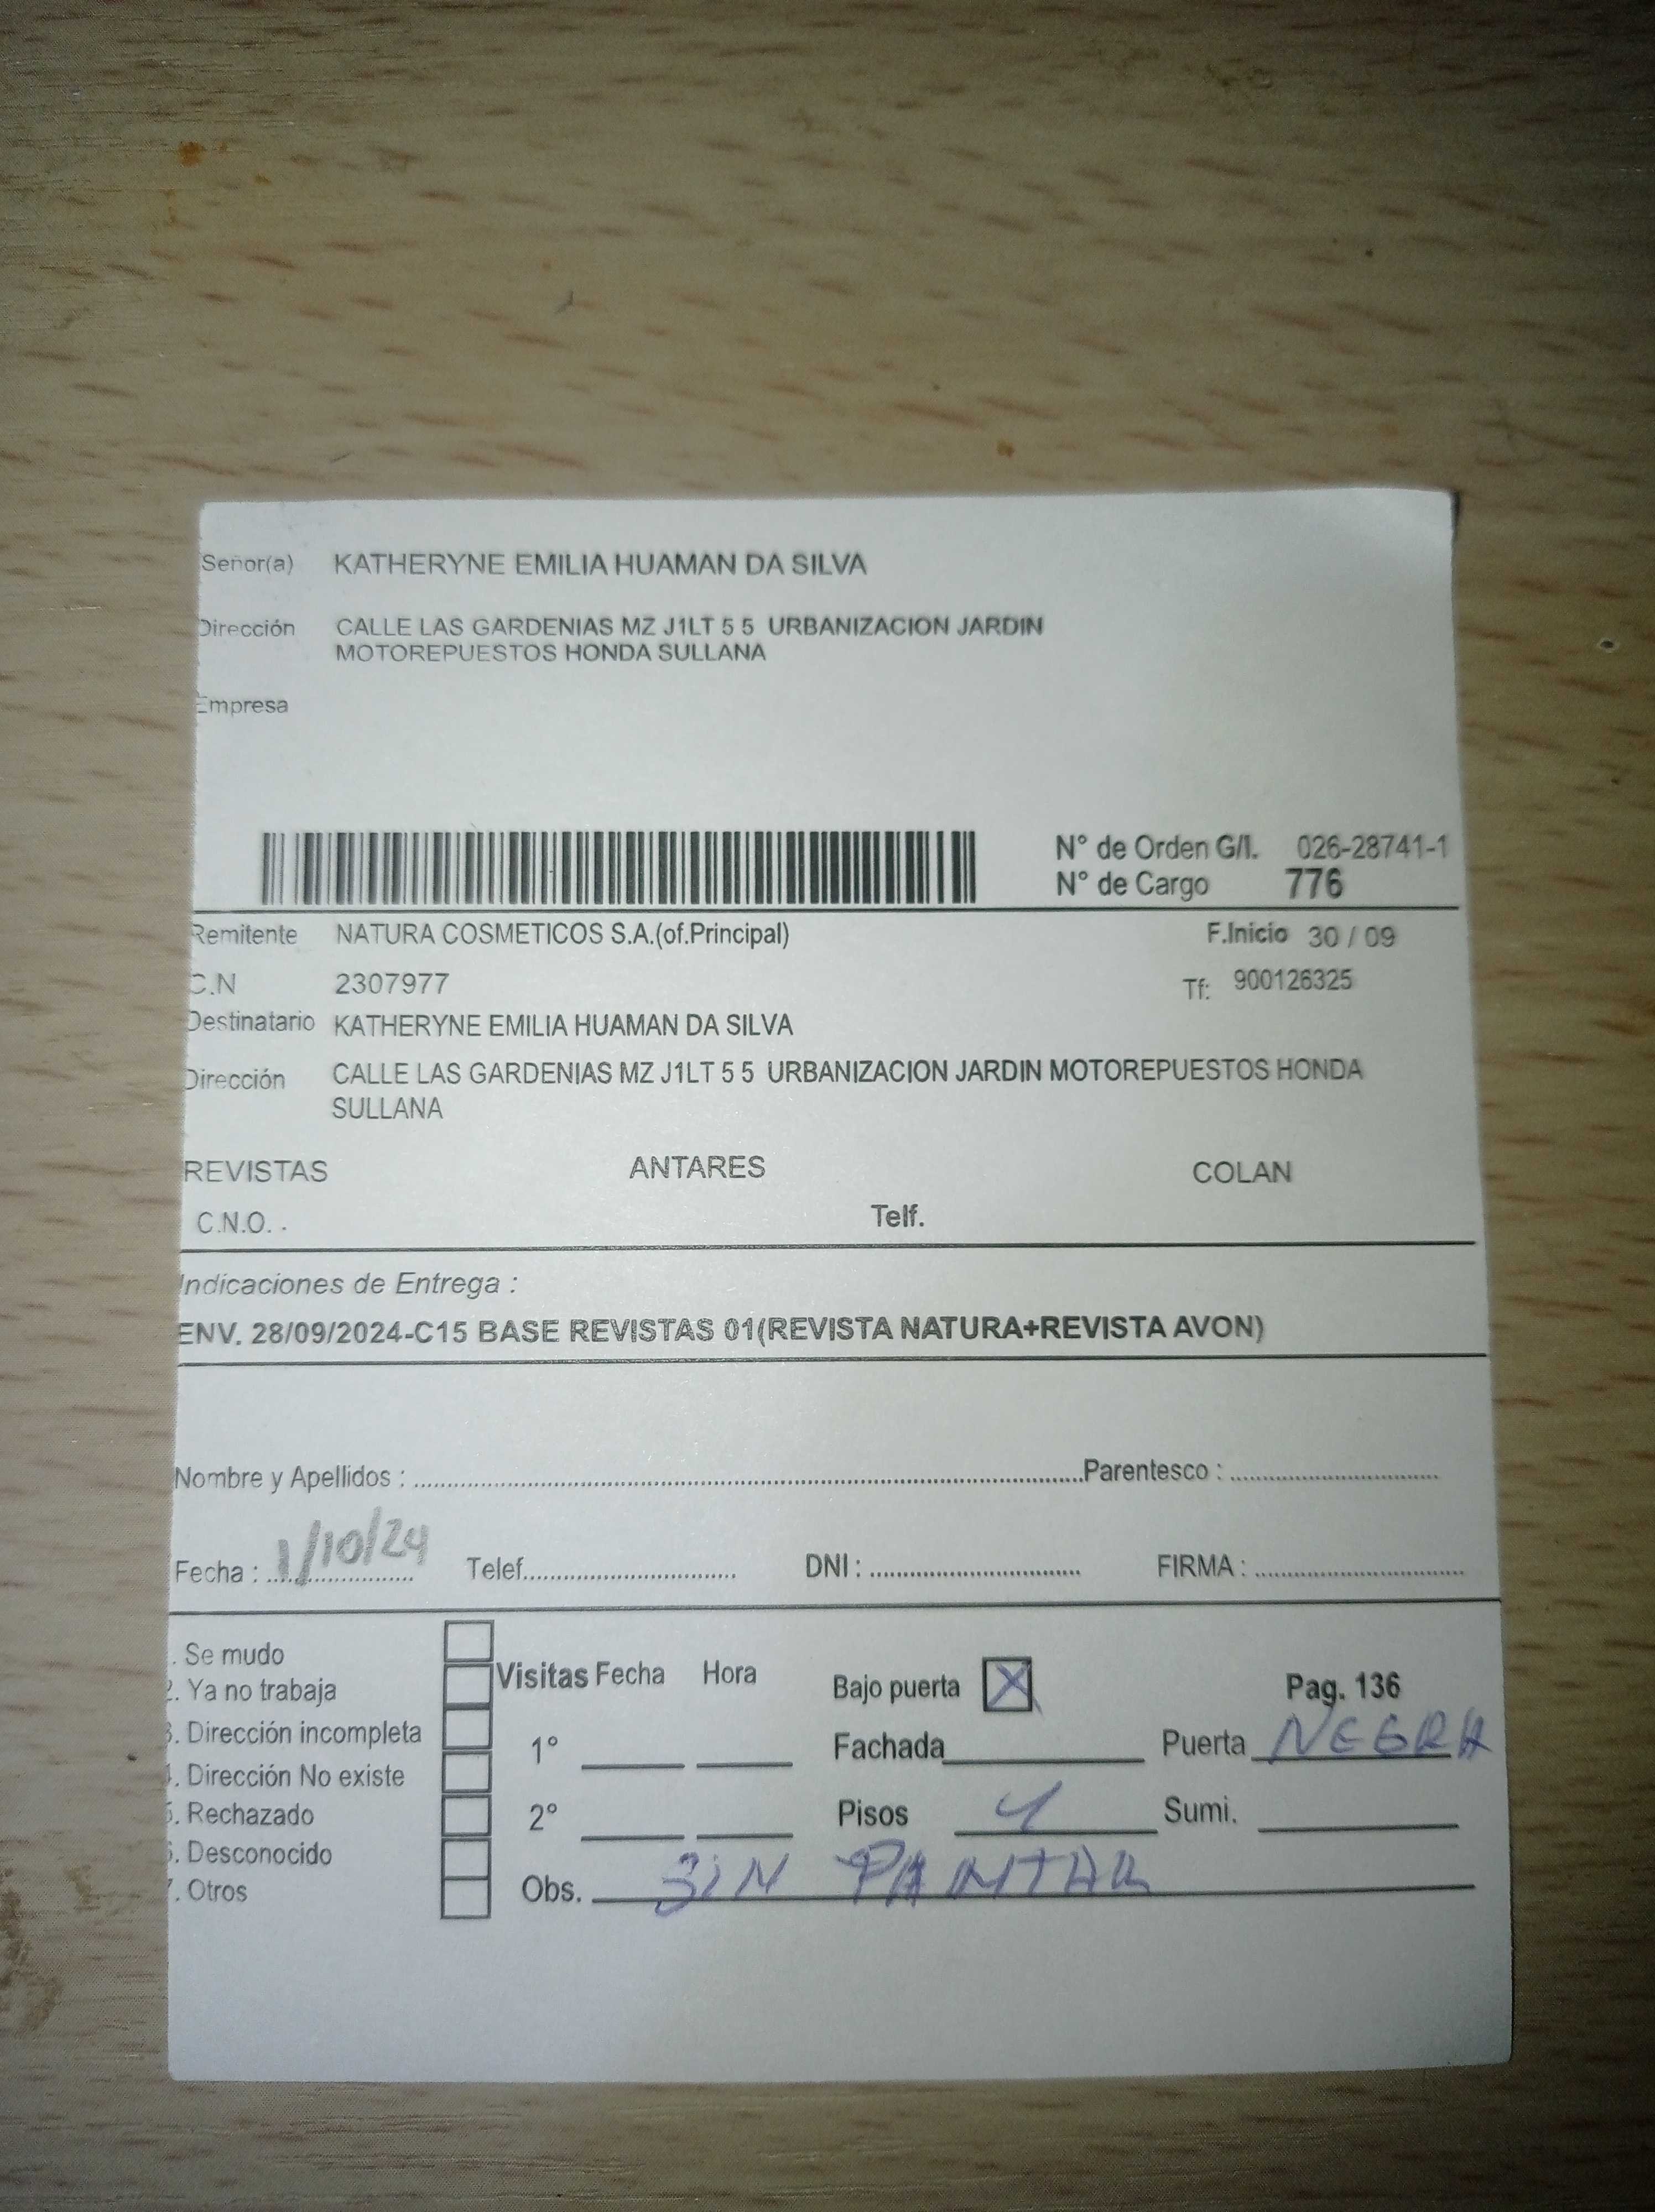 Señor(a) KATHERYNE EMILIA HUAMAN DA SILVA
Dirección CALLE LAS GARDENIAS MZ J1LT 5 5 URBANIZACION JARDIN
MOTOREPUESTOS HONDA SULLANA
Empresa
N° de Orden G/I. 026-28741-1
N° de Cargo 776
Remitente NATURA COSMETICOS S.A.(of.Principal) F.Inicio 30 / 09
C.N 2307977 Tf: 900126325
Destinatario KATHERYNE EMILIA HUAMAN DA SILVA
Dirección CALLE LAS GARDENIAS MZ J1LT 5 5 URBANIZACION JARDIN MOTOREPUESTOS HONDA
SULLANA
REVISTAS ANTARES COLAN
C.N.O. - Telf.
Indicaciones de Entrega :
ENV. 28/09/2024-C15 BASE REVISTAS 01(REVISTA NATURA+REVISTA AVON)
Nombre y Apellidos : Parentesco :
Fecha : 1/10/24 Telef. DNI : FIRMA :
. Se mudo
2. Ya no trabaja
3. Dirección incompleta
4. Dirección No existe
5. Rechazado
6. Desconocido
7. Otros
Visitas Fecha Hora Bajo puerta X Pag. 136
1° Fachada Puerta NEGRA
2° Pisos Sumi.
Obs. SIN PAINTAR